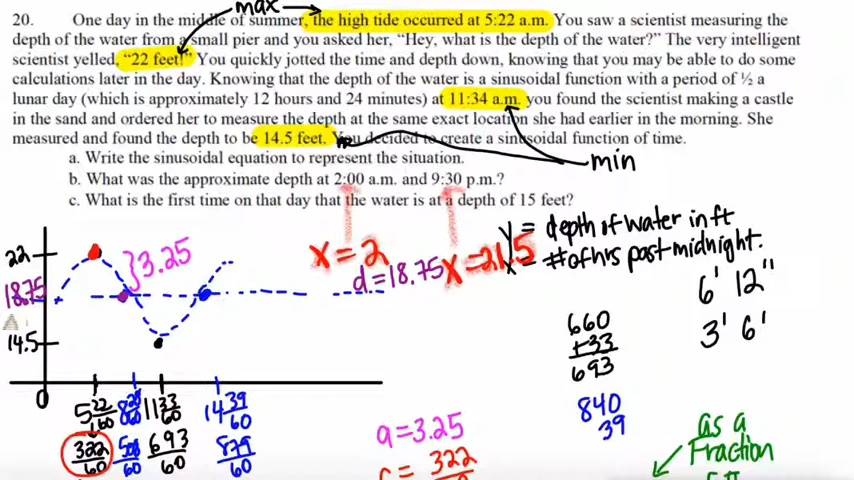 max
20. One day in the middle of summer, the high tide occurred at 5:22 a.m. You saw a scientist measuring the
depth of the water from a small pier and you asked her, “Hey, what is the depth of the water?” The very intelligent
scientist yelled, “22 feet!” You quickly jotted the time and depth down, knowing that you may be able to do some
calculations later in the day. Knowing that the depth of the water is a sinusoidal function with a period of ½ a
lunar day (which is approximately 12 hours and 24 minutes) at 11:34 a.m. you found the scientist making a castle
in the sand and ordered her to measure the depth at the same exact location she had earlier in the morning. She
measured and found the depth to be 14.5 feet. You decided to create a sinusoidal function of time.
min
a. Write the sinusoidal equation to represent the situation.
b. What was the approximate depth at 2:00 a.m. and 9:30 p.m.?
c. What is the first time on that day that the water is at a depth of 15 feet?
y = depth of water in ft
x = # of hrs past midnight.
x = 2
x = 21.5
d = 18.75
22
3.25
18.75
14.5
0
6' 12"
3' 6'
660
+33
693
840
39
5 22/60
11 33/60
14 39/60
322/60
693/60
879/60
a = 3.25
c = 322
as a
Fraction